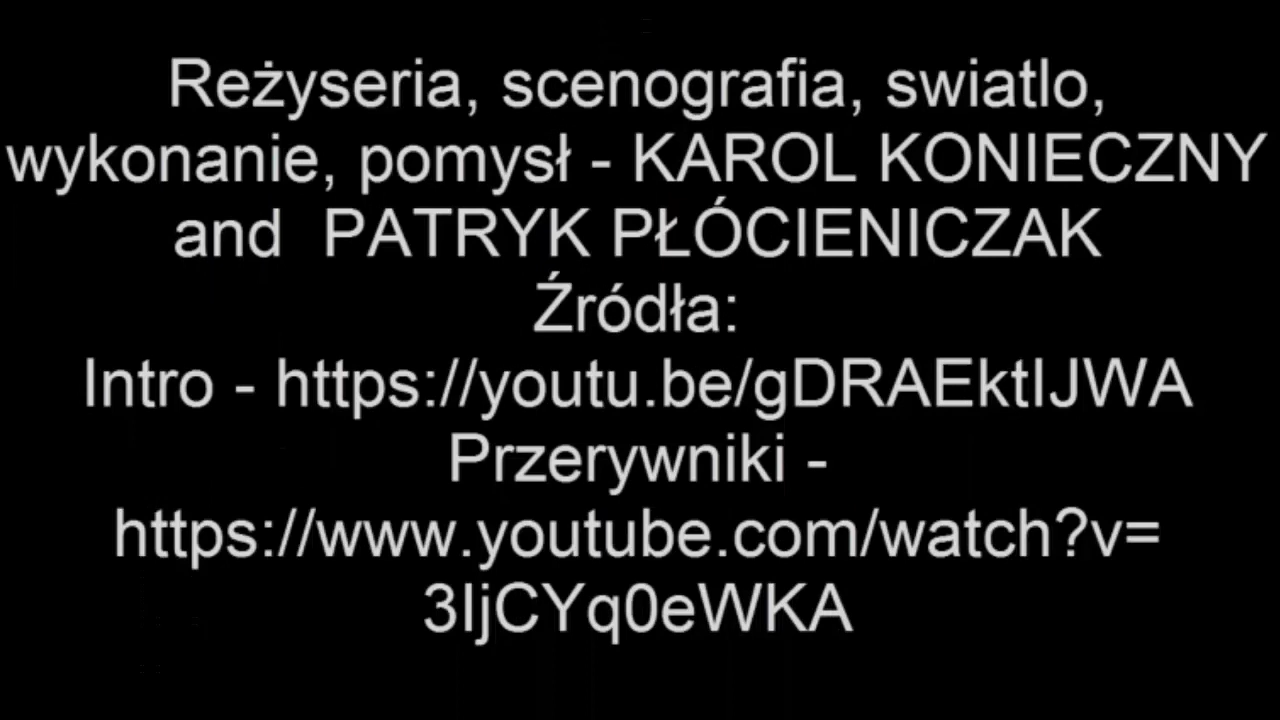 Reżyseria, scenografia, swiatlo,
wykonanie, pomysł - KAROL KONIECZNY
and  PATRYK PŁÓCIENICZAK
Źródła:
Intro - https://youtu.be/gDRAEktIJWA
Przerywniki -
https://www.youtube.com/watch?v=
3IjCYq0eWKA